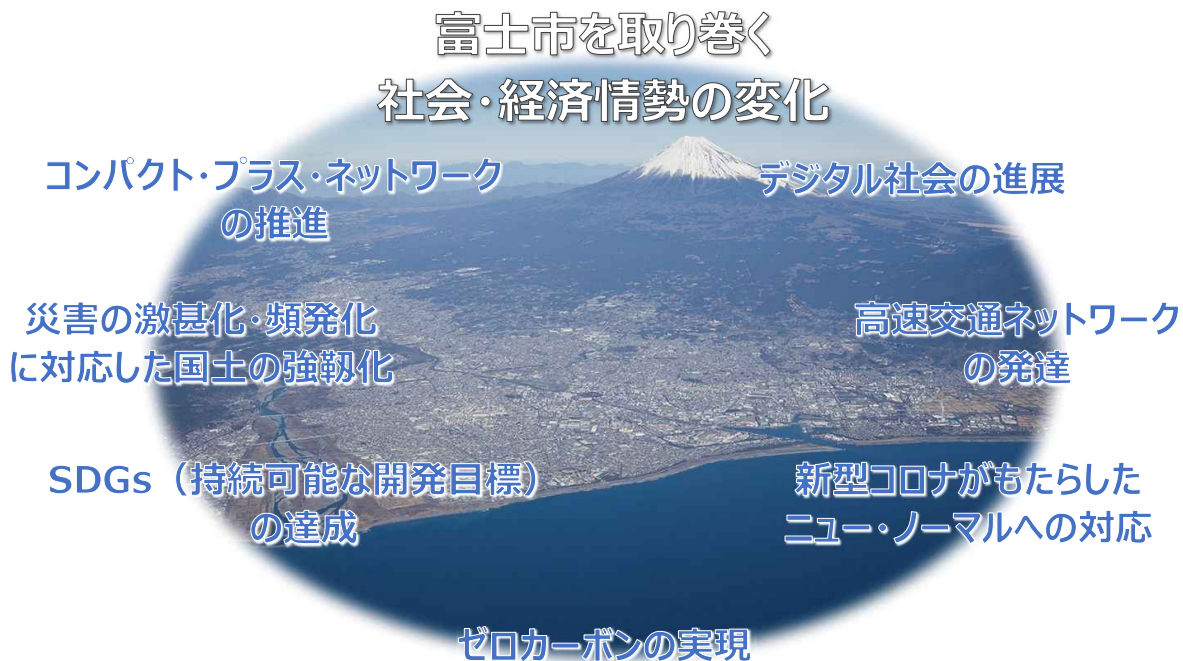 富士市を取り巻く
社会・経済情勢の変化
コンパクト・プラス・ネットワーク
の推進
デジタル社会の進展
災害の激甚化・頻発化
に対応した国土の強靱化
高速交通ネットワーク
の発達
SDGs（持続可能な開発目標）
の達成
新型コロナがもたらした
ニュー・ノーマルへの対応
ゼロカーボンの実現